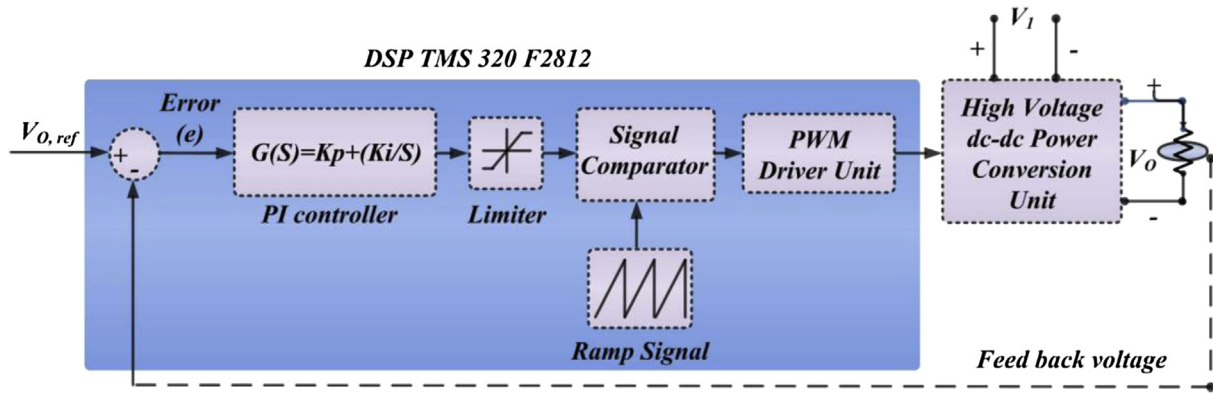 V1
+ -
DSP TMS 320 F2812
VO, ref
+
-
Error
(e)
G(S)=Kp+(Ki/S)
PI controller
Limiter
Signal
Comparator
Ramp Signal
PWM
Driver Unit
High Voltage
dc-dc Power
Conversion
Unit
+
VO
-
Feed back voltage